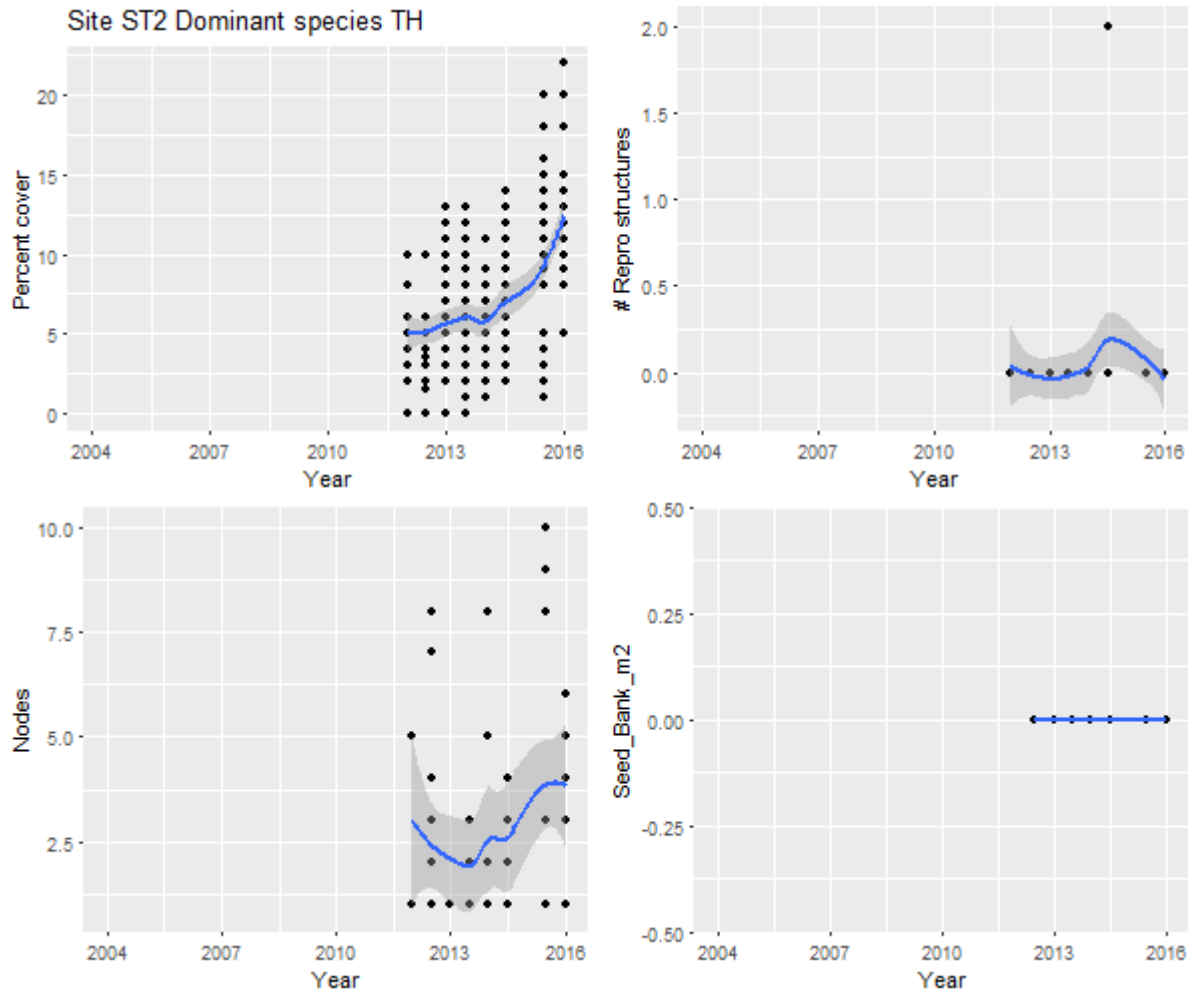 Site ST2 Dominant species TH
Percent cover
20
15
10
5
0
2004 2007 2010 2013 2016
Year
# Repro structures
2.0
1.5
1.0
0.5
0.0
2004 2007 2010 2013 2016
Year
Nodes
10.0
7.5
5.0
2.5
2004 2007 2010 2013 2016
Year
Seed_Bank_m2
0.50
0.25
0.00
-0.25
-0.50
2004 2007 2010 2013 2016
Year